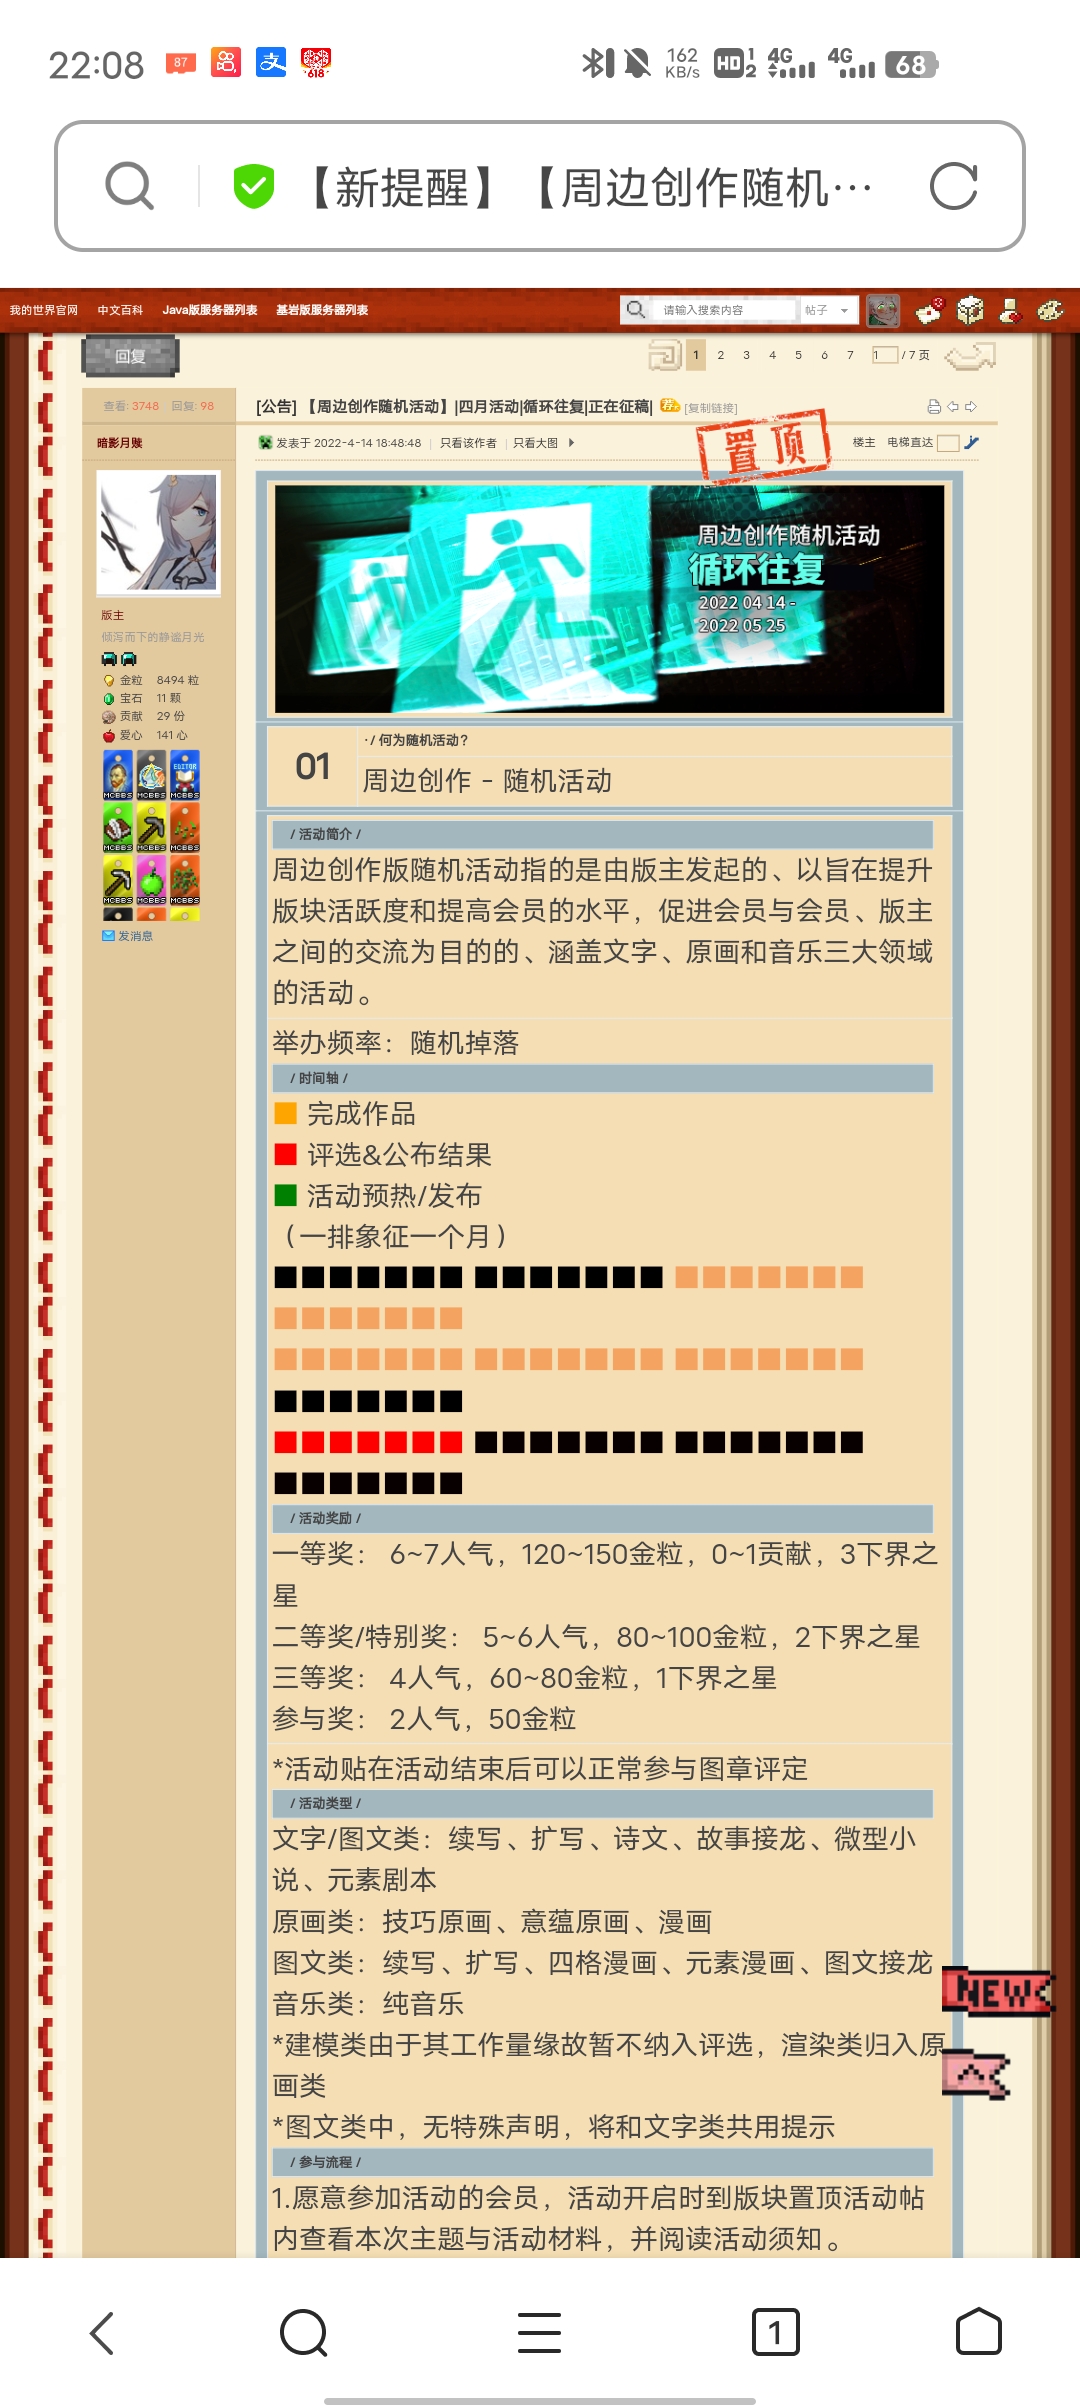 22:08
87
618
162 KB/s
HD 1 2
4G
4G
68
【新提醒】【周边创作随机…
我的世界官网 中文百科 Java版服务器列表 基岩版服务器列表
请输入搜索内容 帖子
回复
1 2 3 4 5 6 7 1 / 7 页
查看: 3748 回复: 98
[公告] 【周边创作随机活动】|四月活动|循环往复|正在征稿| 荐 [复制链接]
暗影月赎
发表于 2022-4-14 18:48:48 | 只看该作者 | 只看大图
置顶
楼主 电梯直达
周边创作随机活动
循环往复
2022 04 14 -
2022 05 25
版主
倾泻而下的静谧月光
金粒 8494 粒
宝石 11 颗
贡献 29 份
爱心 141 心
MCBBS MCBBS EDITOR MCBBS
MCBBS MCBBS MCBBS
MCBBS MCBBS MCBBS
发消息
01
·/ 何为随机活动?
周边创作 - 随机活动
/ 活动简介 /
周边创作版随机活动指的是由版主发起的、以旨在提升
版块活跃度和提高会员的水平，促进会员与会员、版主
之间的交流为目的的、涵盖文字、原画和音乐三大领域
的活动。
举办频率：随机掉落
/ 时间轴 /
■ 完成作品
■ 评选&公布结果
■ 活动预热/发布
（一排象征一个月）
■■■■■■■ ■■■■■■■ ■■■■■■■
■■■■■■■
■■■■■■■ ■■■■■■■ ■■■■■■■
■■■■■■■
■■■■■■■ ■■■■■■■ ■■■■■■■
■■■■■■■
/ 活动奖励 /
一等奖： 6~7人气，120~150金粒，0~1贡献，3下界之
星
二等奖/特别奖： 5~6人气，80~100金粒，2下界之星
三等奖： 4人气，60~80金粒，1下界之星
参与奖： 2人气，50金粒
*活动贴在活动结束后可以正常参与图章评定
/ 活动类型 /
文字/图文类：续写、扩写、诗文、故事接龙、微型小
说、元素剧本
原画类：技巧原画、意蕴原画、漫画
图文类：续写、扩写、四格漫画、元素漫画、图文接龙
音乐类：纯音乐
NEW
*建模类由于其工作量缘故暂不纳入评选，渲染类归入原
画类
*图文类中，无特殊声明，将和文字类共用提示
/ 参与流程 /
1.愿意参加活动的会员，活动开启时到版块置顶活动帖
内查看本次主题与活动材料，并阅读活动须知。
1